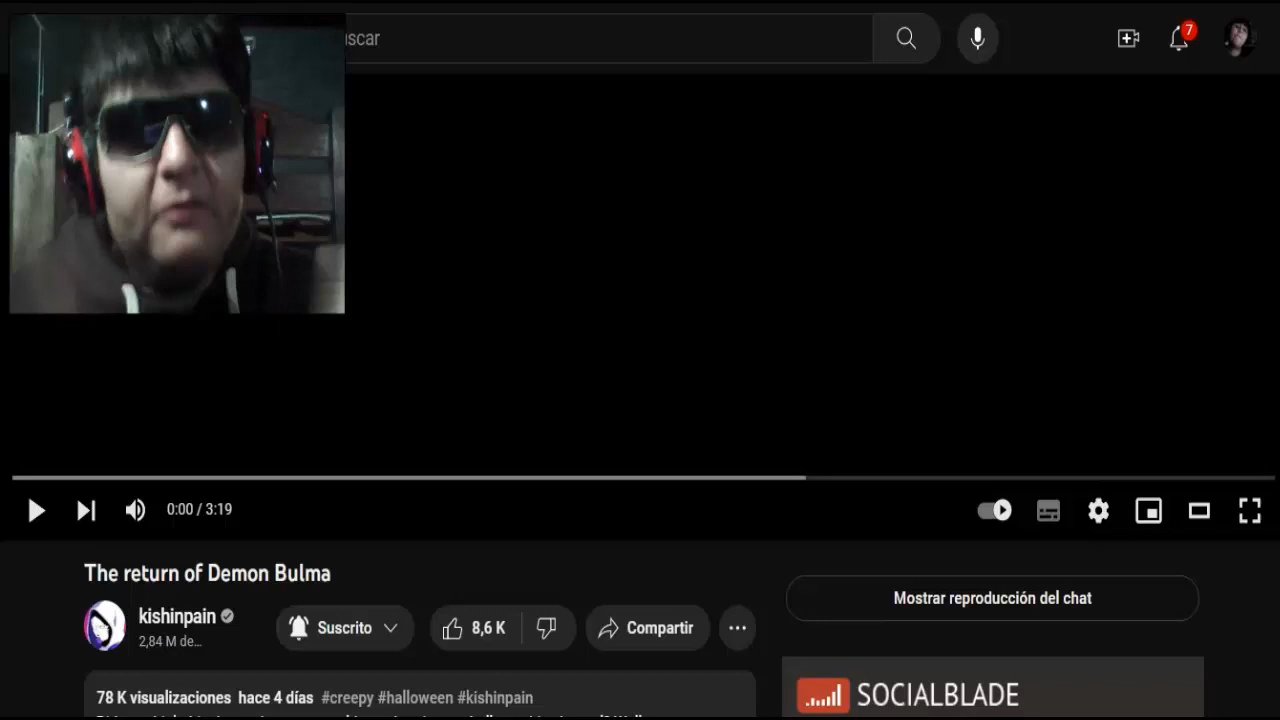 scar
7
0:00 / 3:19
The return of Demon Bulma
kishinpain
2,84 M de...
Suscrito
8,6 K
Compartir
Mostrar reproducción del chat
78 K visualizaciones hace 4 días #creepy #halloween #kishinpain
SOCIALBLADE